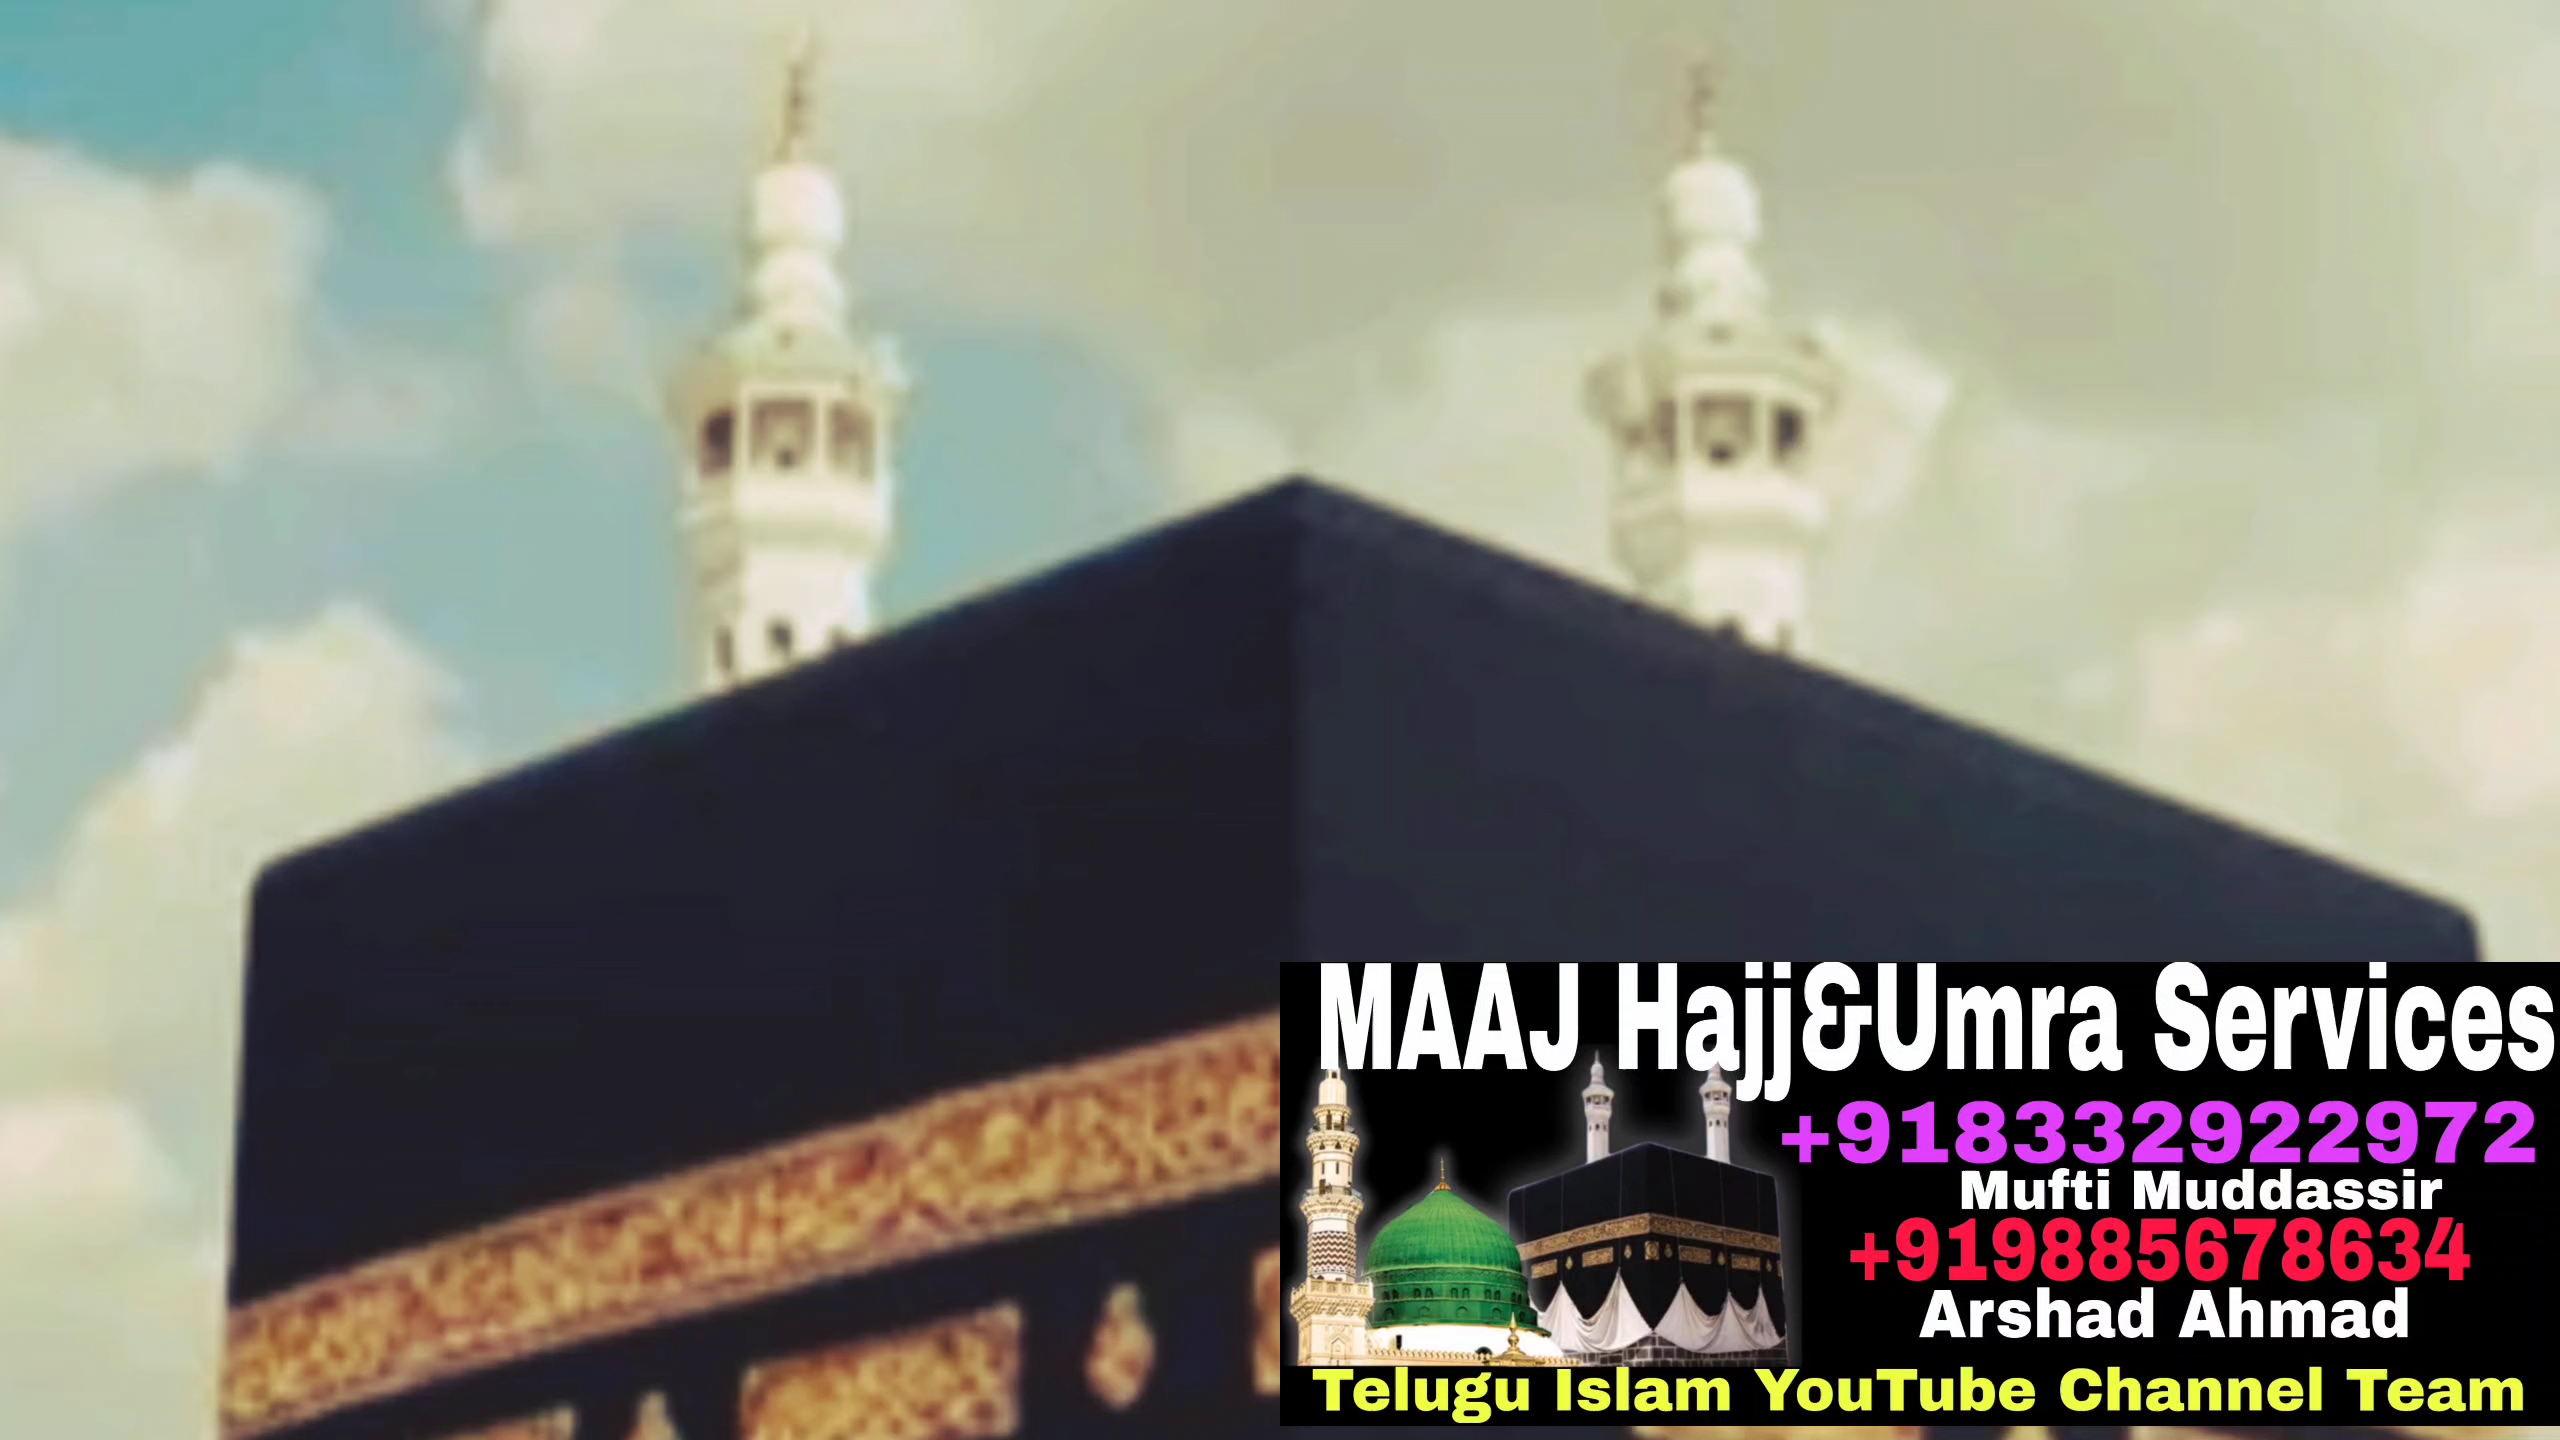 MAAJ Hajj&Umra Services
+918332922972
Mufti Muddassir
+919885678634
Arshad Ahmad
Telugu Islam YouTube Channel Team